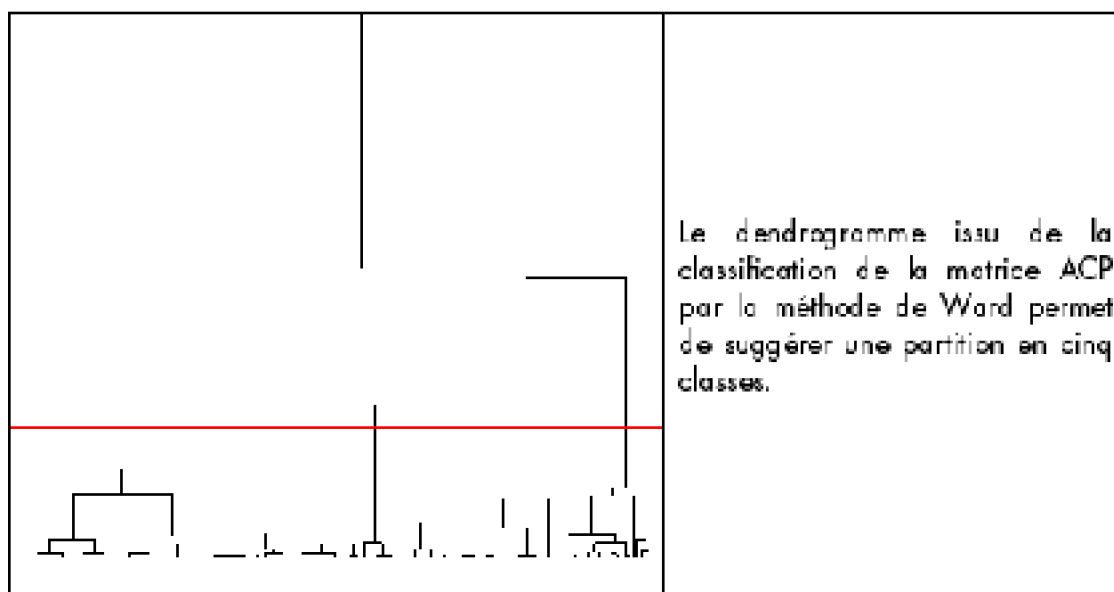 Le dendrogramme issu de la
classification de la matrice ACP
par la méthode de Ward permet
de suggérer une partition en cinq
classes.